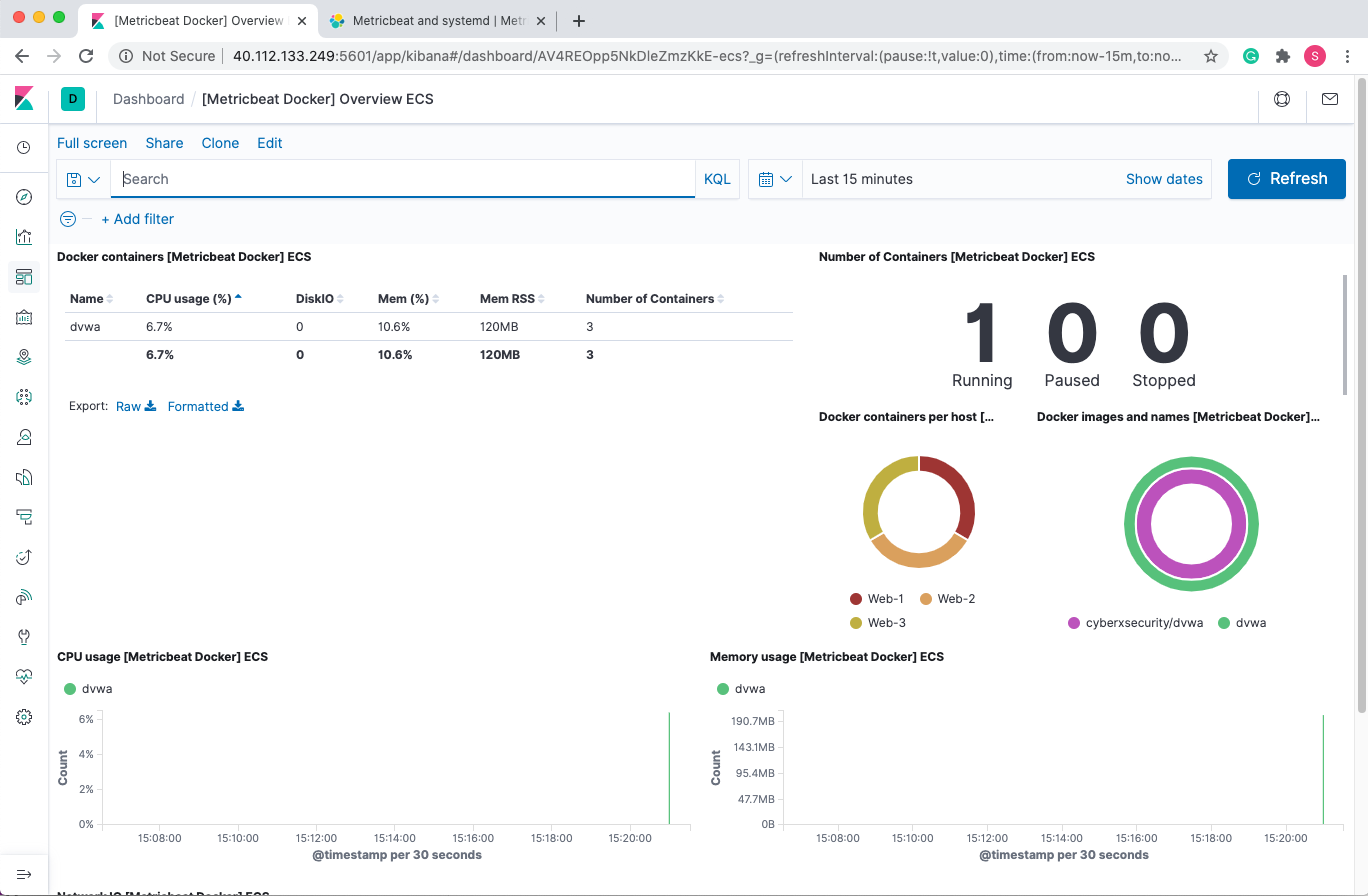 [Metricbeat Docker] Overview
Metricbeat and systemd | Metr
Not Secure
40.112.133.249:5601/app/kibana#/dashboard/AV4REOpp5NkDleZmzKkE-ecs?_g=(refreshInterval:(pause:!t,value:0),time:(from:now-15m,to:no...
S
D
Dashboard / [Metricbeat Docker] Overview ECS
Full screen Share Clone Edit
Search
KQL
Last 15 minutes
Show dates
Refresh
+ Add filter
Docker containers [Metricbeat Docker] ECS
Name CPU usage (%) DiskIO Mem (%) Mem RSS Number of Containers
dvwa 6.7% 0 10.6% 120MB 3
6.7% 0 10.6% 120MB 3
Export: Raw Formatted
Number of Containers [Metricbeat Docker] ECS
1 0 0
Running Paused Stopped
Docker containers per host [...
Web-1 Web-2
Web-3
Docker images and names [Metricbeat Docker]...
cyberxsecurity/dvwa dvwa
CPU usage [Metricbeat Docker] ECS
dvwa
6%
4%
2%
0%
Count
15:08:00 15:10:00 15:12:00 15:14:00 15:16:00 15:18:00 15:20:00
@timestamp per 30 seconds
Memory usage [Metricbeat Docker] ECS
dvwa
190.7MB
143.1MB
95.4MB
47.7MB
0B
Count
15:08:00 15:10:00 15:12:00 15:14:00 15:16:00 15:18:00 15:20:00
@timestamp per 30 seconds
Network IO [Metricbeat Docker] ECS